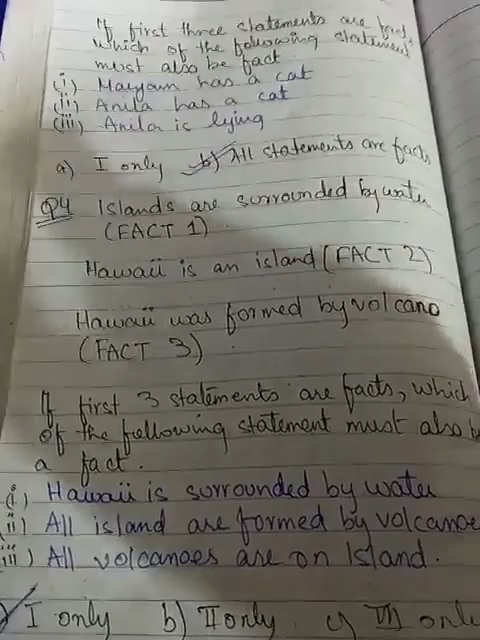 If first three statements are facts,
which of the following statement
must also be fact
(i) Maryam has a cat
(ii) Anita has a cat
(iii) Anita is lying
a) I only b) All statements are facts
Q4 Islands are surrounded by water
(FACT 1)
Hawaii is an island (FACT 2)
Hawaii was formed by volcano
(FACT 3)
If first 3 statements are facts, which
of the following statement must also b
a fact.
(i) Hawaii is surrounded by water
ii) All island are formed by volcanoe
iii) All volcanoes are on Island.
) I only b) II only c) III only